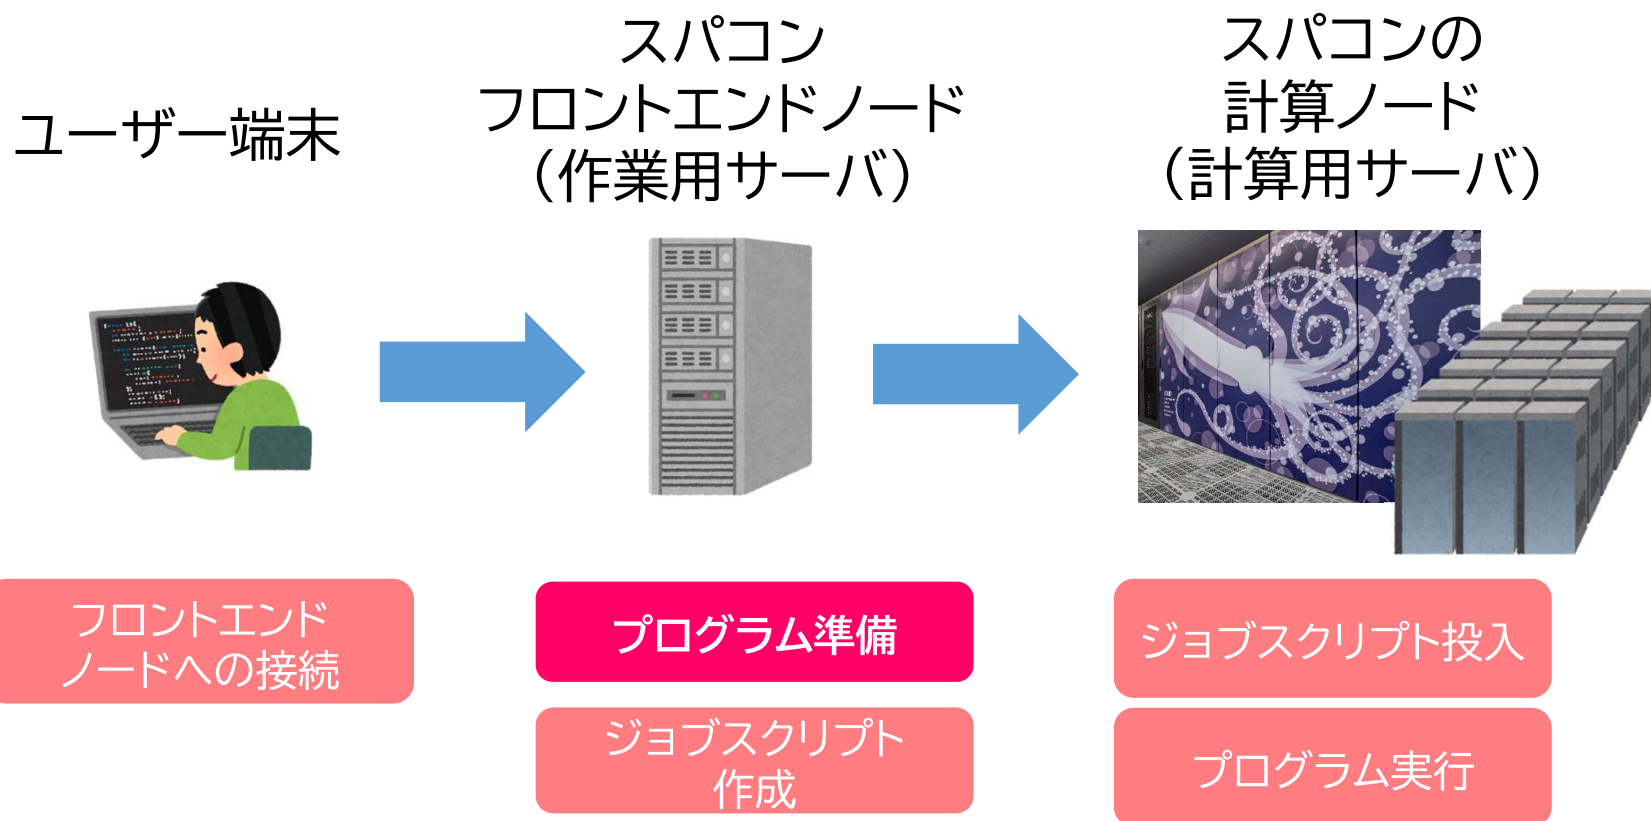 ユーザー端末
スパコン
フロントエンドノード
（作業用サーバ）
スパコンの
計算ノード
（計算用サーバ）
フロントエンド
ノードへの接続
プログラム準備
ジョブスクリプト
作成
ジョブスクリプト投入
プログラム実行